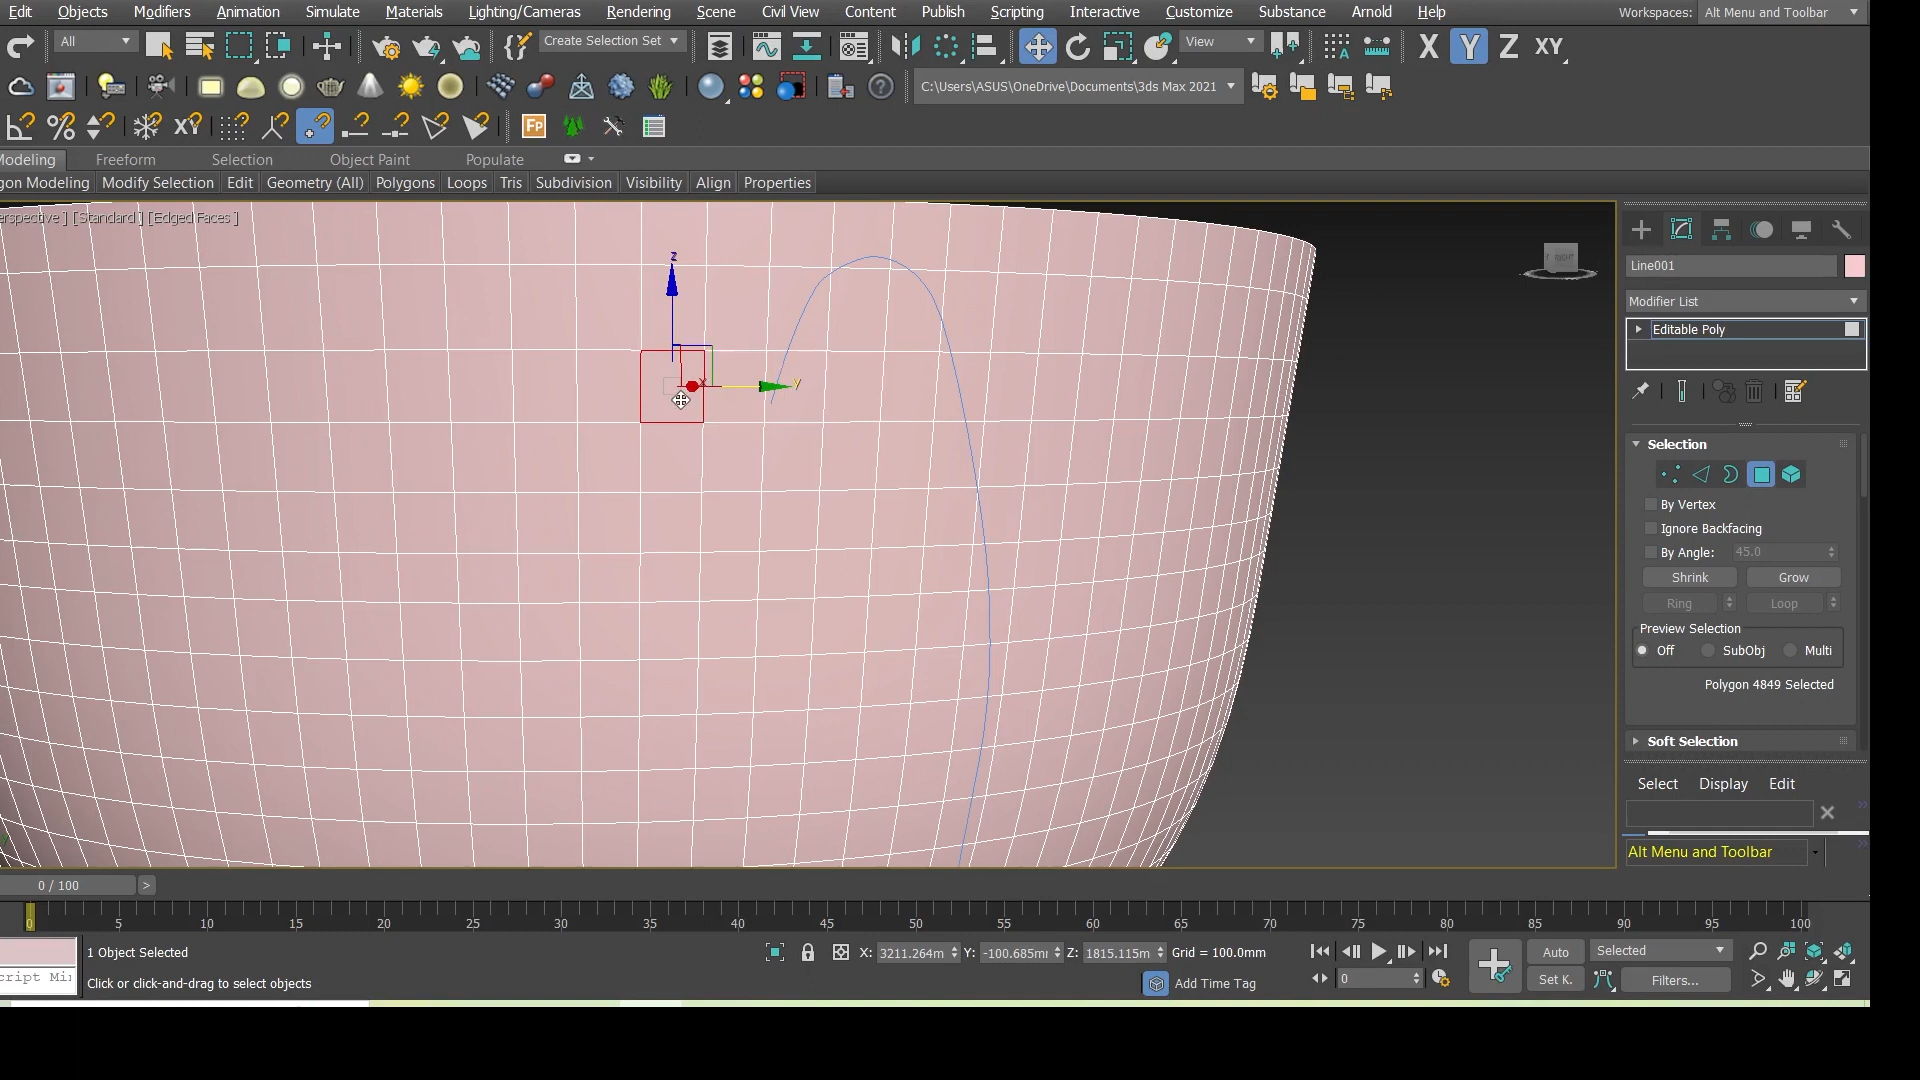 Edit Objects Modifiers Animation Simulate Materials Lighting/Cameras Rendering Scene Civil View Content Publish Scripting Interactive Customize Substance Arnold Help Workspaces: Alt Menu and Toolbar
All Create Selection Set View X Y Z XY
C:\Users\ASUS\OneDrive\Documents\3ds Max 2021
XY Fp
Modeling Freeform Selection Object Paint Populate
gon Modeling Modify Selection Edit Geometry (All) Polygons Loops Tris Subdivision Visibility Align Properties
erspective ] [Standard ] [Edged Faces ]
z
x y
RIGHT
Line001
Modifier List
Editable Poly
Selection
By Vertex
Ignore Backfacing
By Angle: 45.0
Shrink Grow
Ring Loop
Preview Selection
Off SubObj Multi
Polygon 4849 Selected
Soft Selection
Select Display Edit
Alt Menu and Toolbar
0 / 100 >
0 5 10 15 20 25 30 35 40 45 50 55 60 65 70 75 80 85 90 95 100
1 Object Selected X: 3211.264m Y: -100.685mr Z: 1815.115m Grid = 100.0mm Auto Selected
cript Mi Click or click-and-drag to select objects Add Time Tag 0 Set K. Filters...